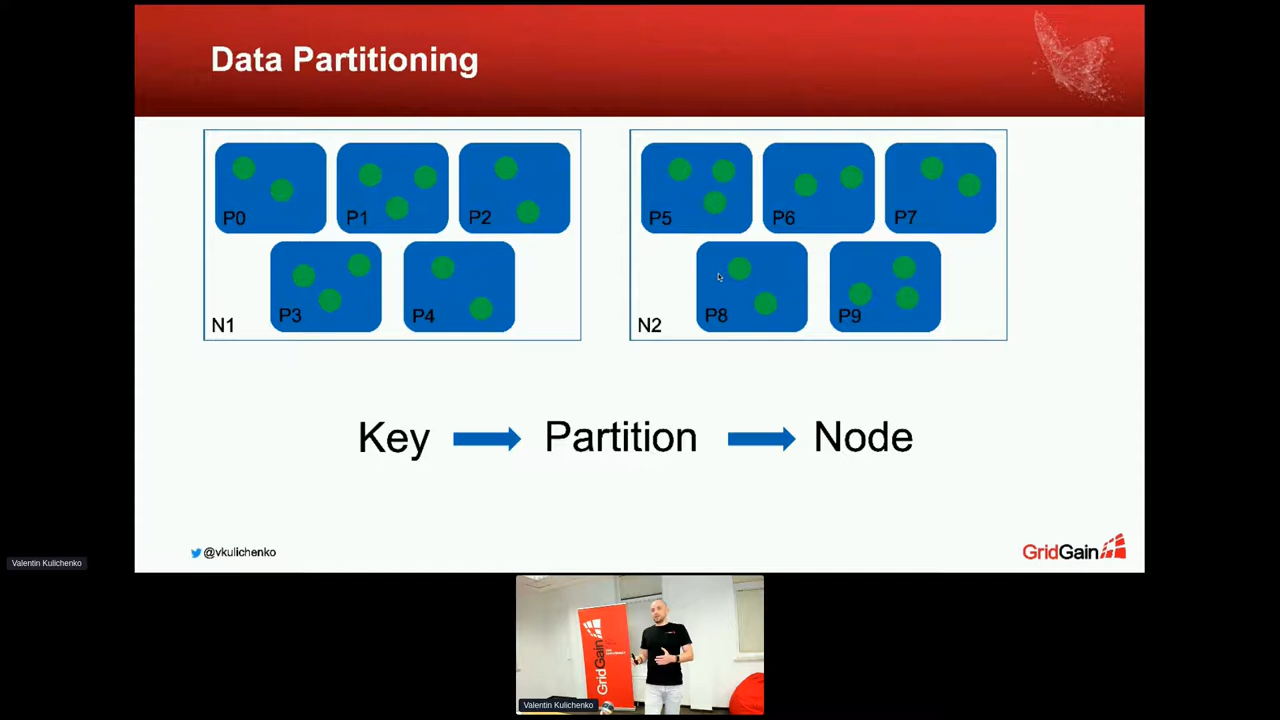 Data Partitioning
P0
P1
P2
P3
P4
N1
P5
P6
P7
P8
P9
N2
Key
Partition
Node
@vkulichenko
GridGain
Valentin Kulichenko
GridGain
Valentin Kulichenko